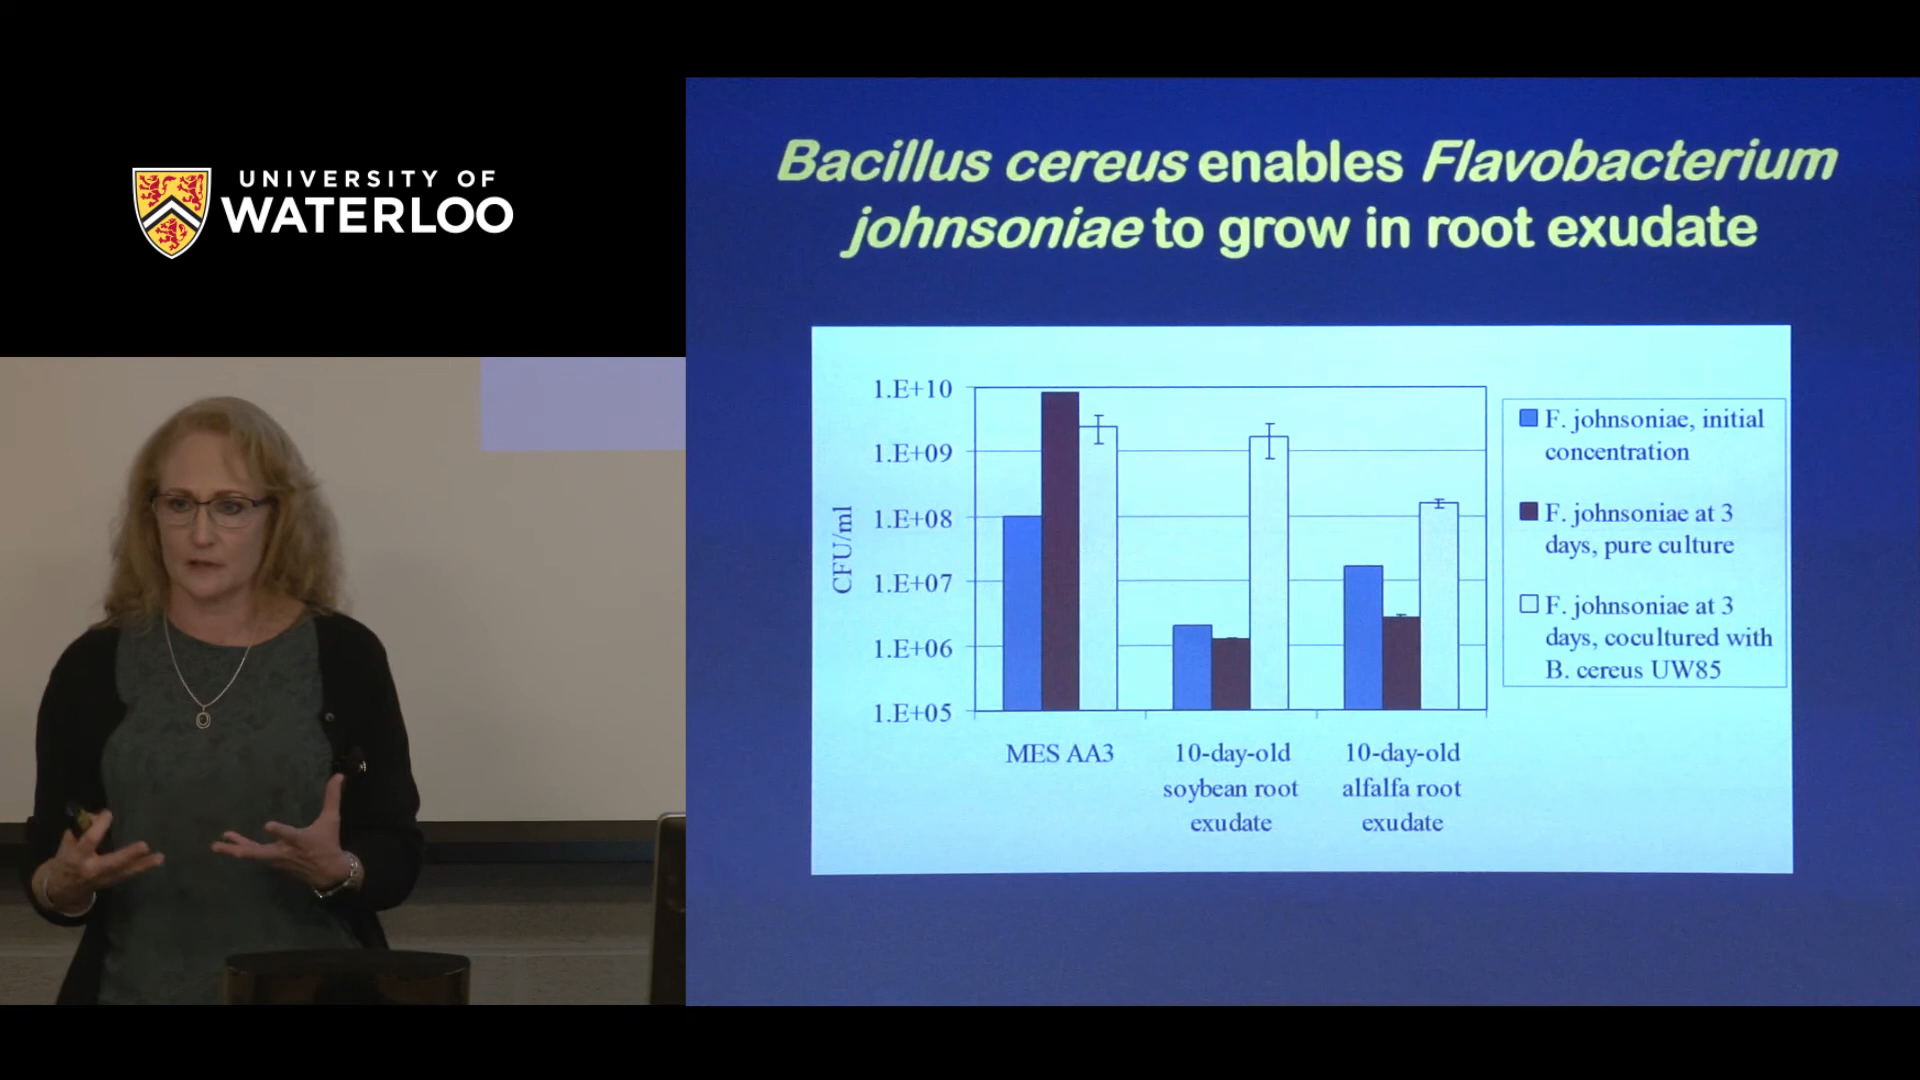 UNIVERSITY OF
WATERLOO
Bacillus cereus enables Flavobacterium
johnsoniae to grow in root exudate
1.E+10
1.E+09
1.E+08
1.E+07
1.E+06
1.E+05
CFU/ml
MES AA3
10-day-old
soybean root
exudate
10-day-old
alfalfa root
exudate
F. johnsoniae, initial
concentration
F. johnsoniae at 3
days, pure culture
F. johnsoniae at 3
days, cocultured with
B. cereus UW85